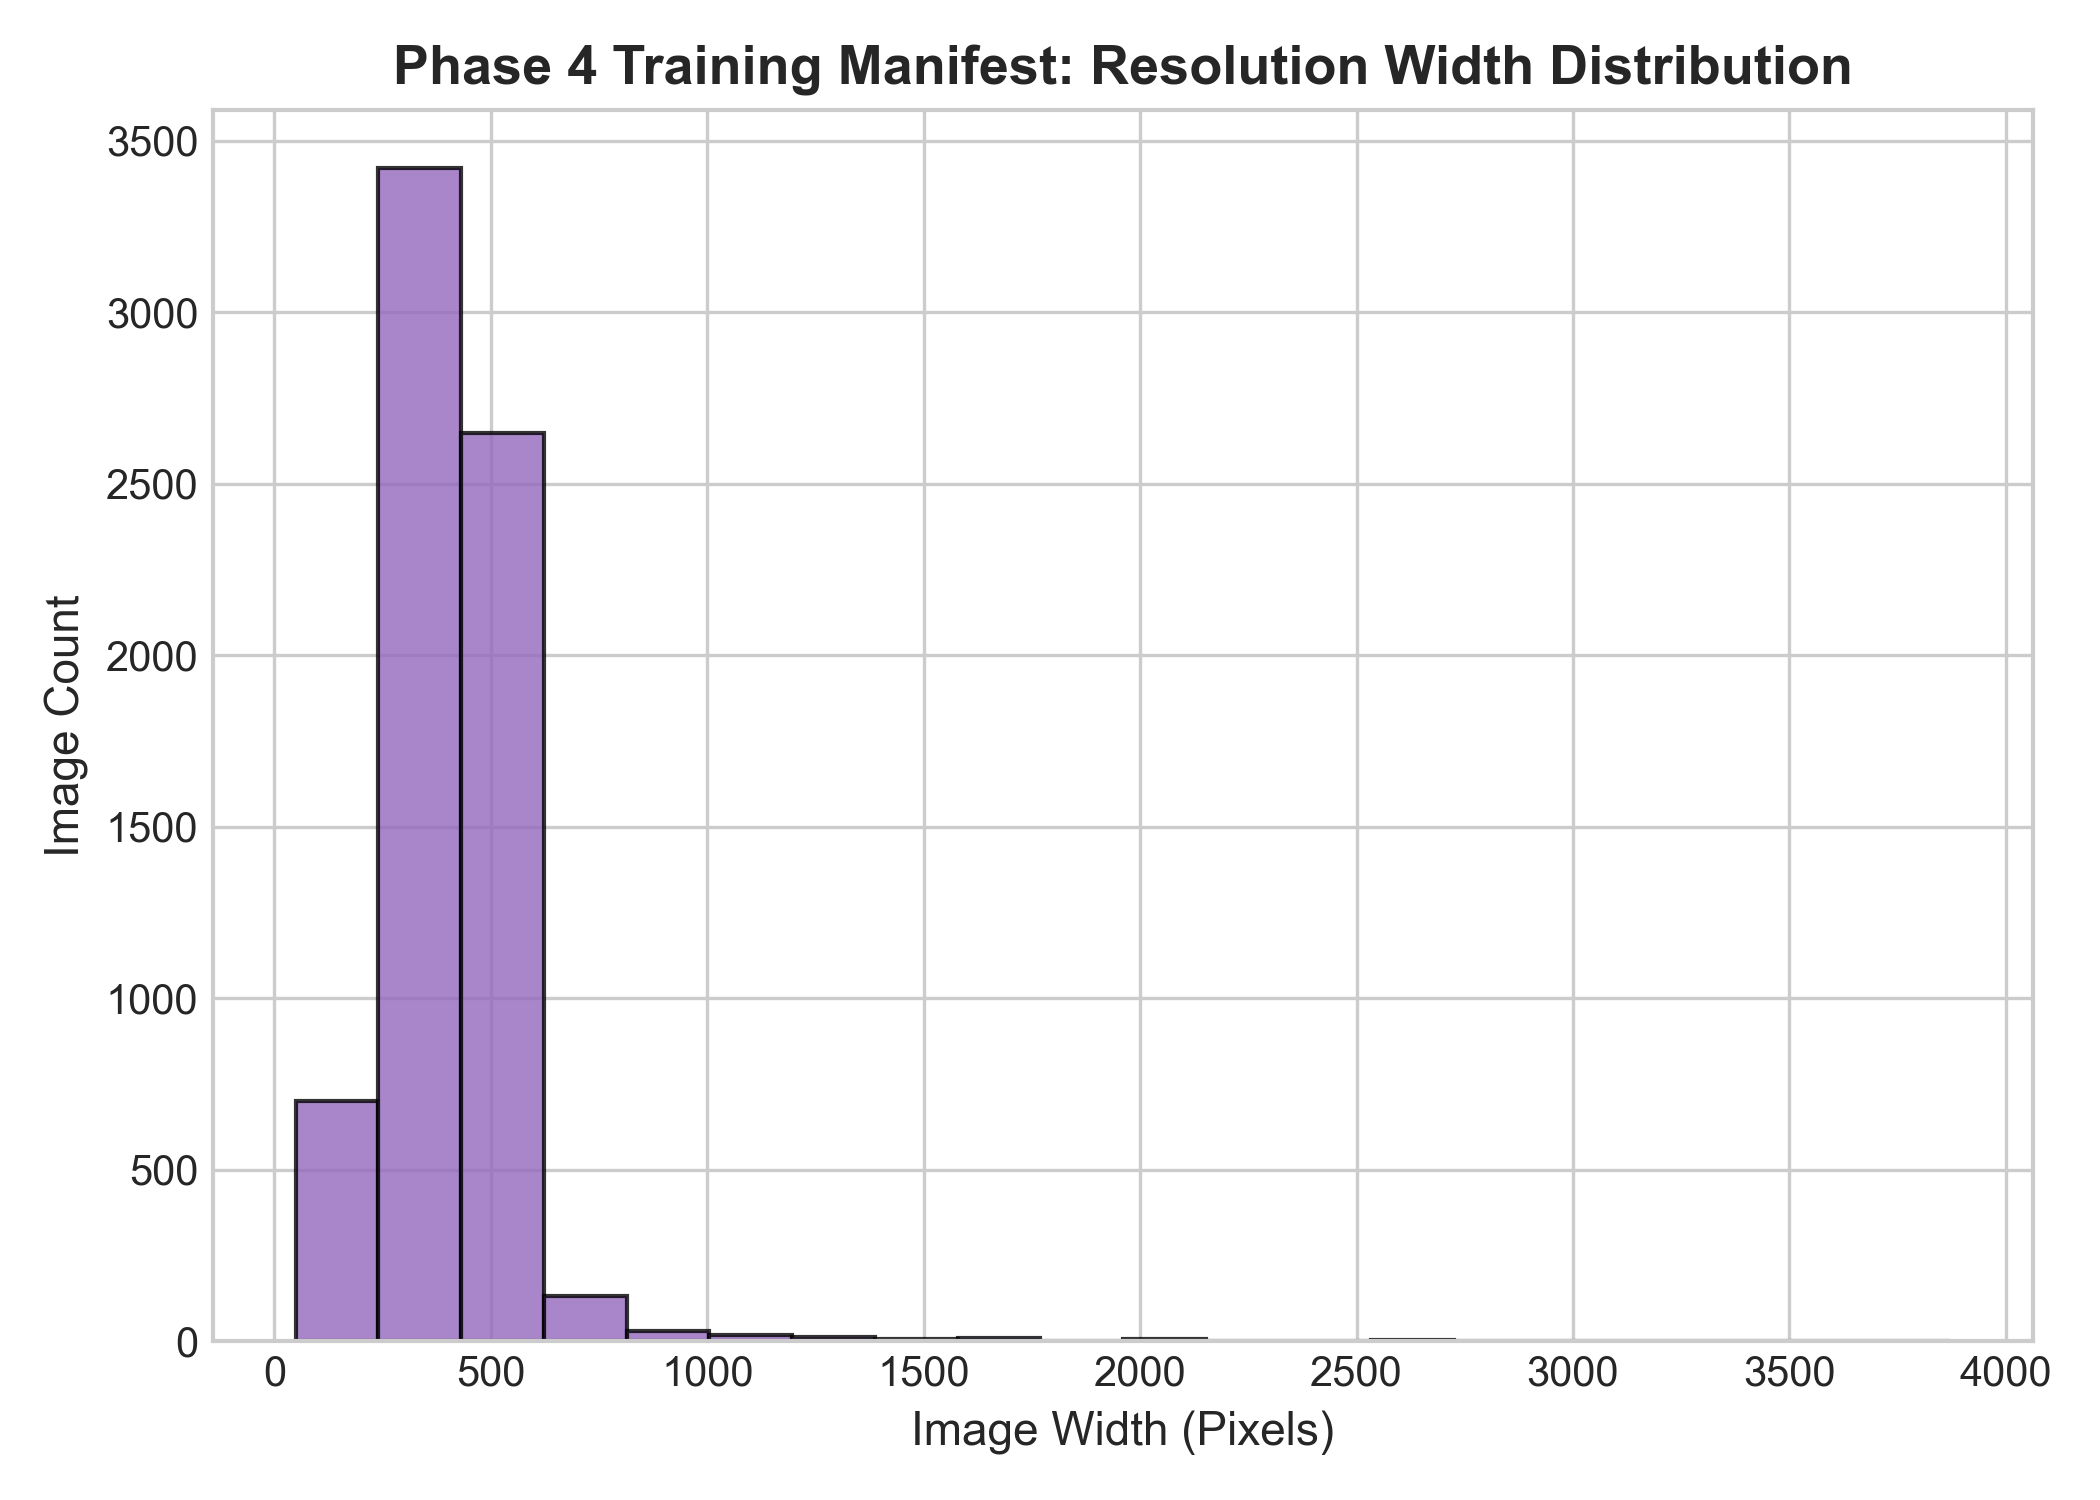 Phase 4 Training Manifest: Resolution Width Distribution
3500
3000
2500
2000
1500
1000
500
0
Image Count
0 500 1000 1500 2000 2500 3000 3500 4000
Image Width (Pixels)